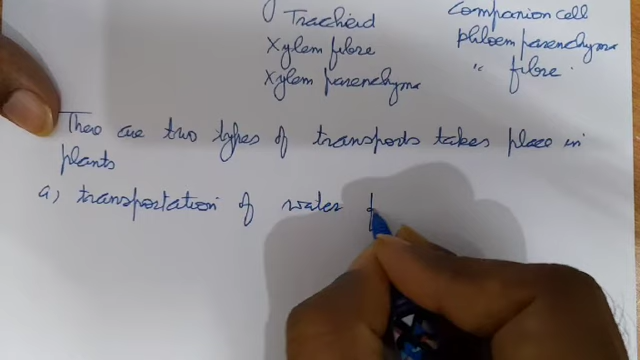 Tracheid Companion cell
Xylem fibre phloem parenchyma
Xylem parenchyma " fibre
There are two types of transports takes place in
plants
a) transportation of water